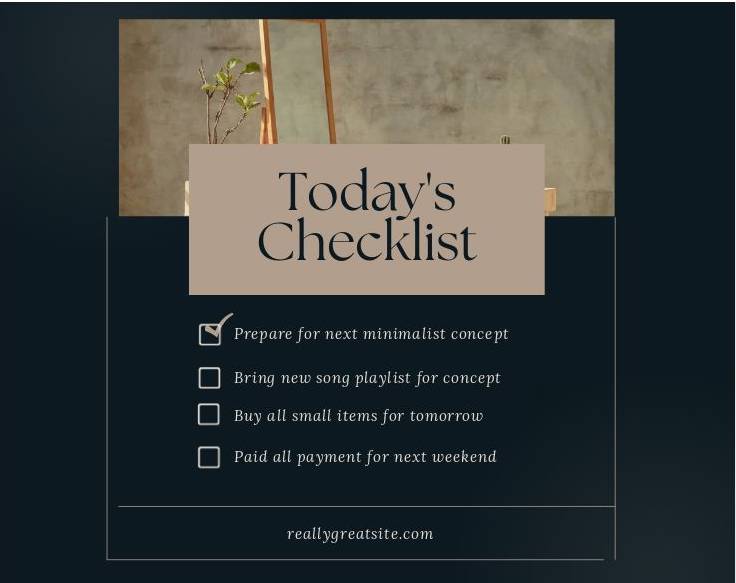 Today's
Checklist
Prepare for next minimalist concept
Bring new song playlist for concept
Buy all small items for tomorrow
Paid all payment for next weekend
reallygreatsite.com